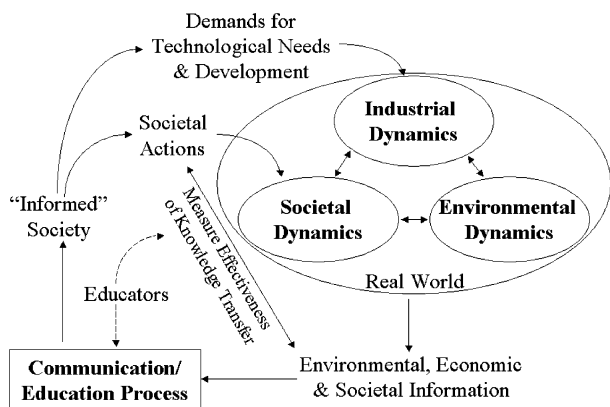 Demands for
Technological Needs
& Development
Industrial
Dynamics
Societal
Actions
Measure Effectiveness
of Knowledge Transfer
"Informed"
Society
Societal
Dynamics
Environmental
Dynamics
Real World
Educators
Communication/
Education Process
Environmental, Economic
& Societal Information